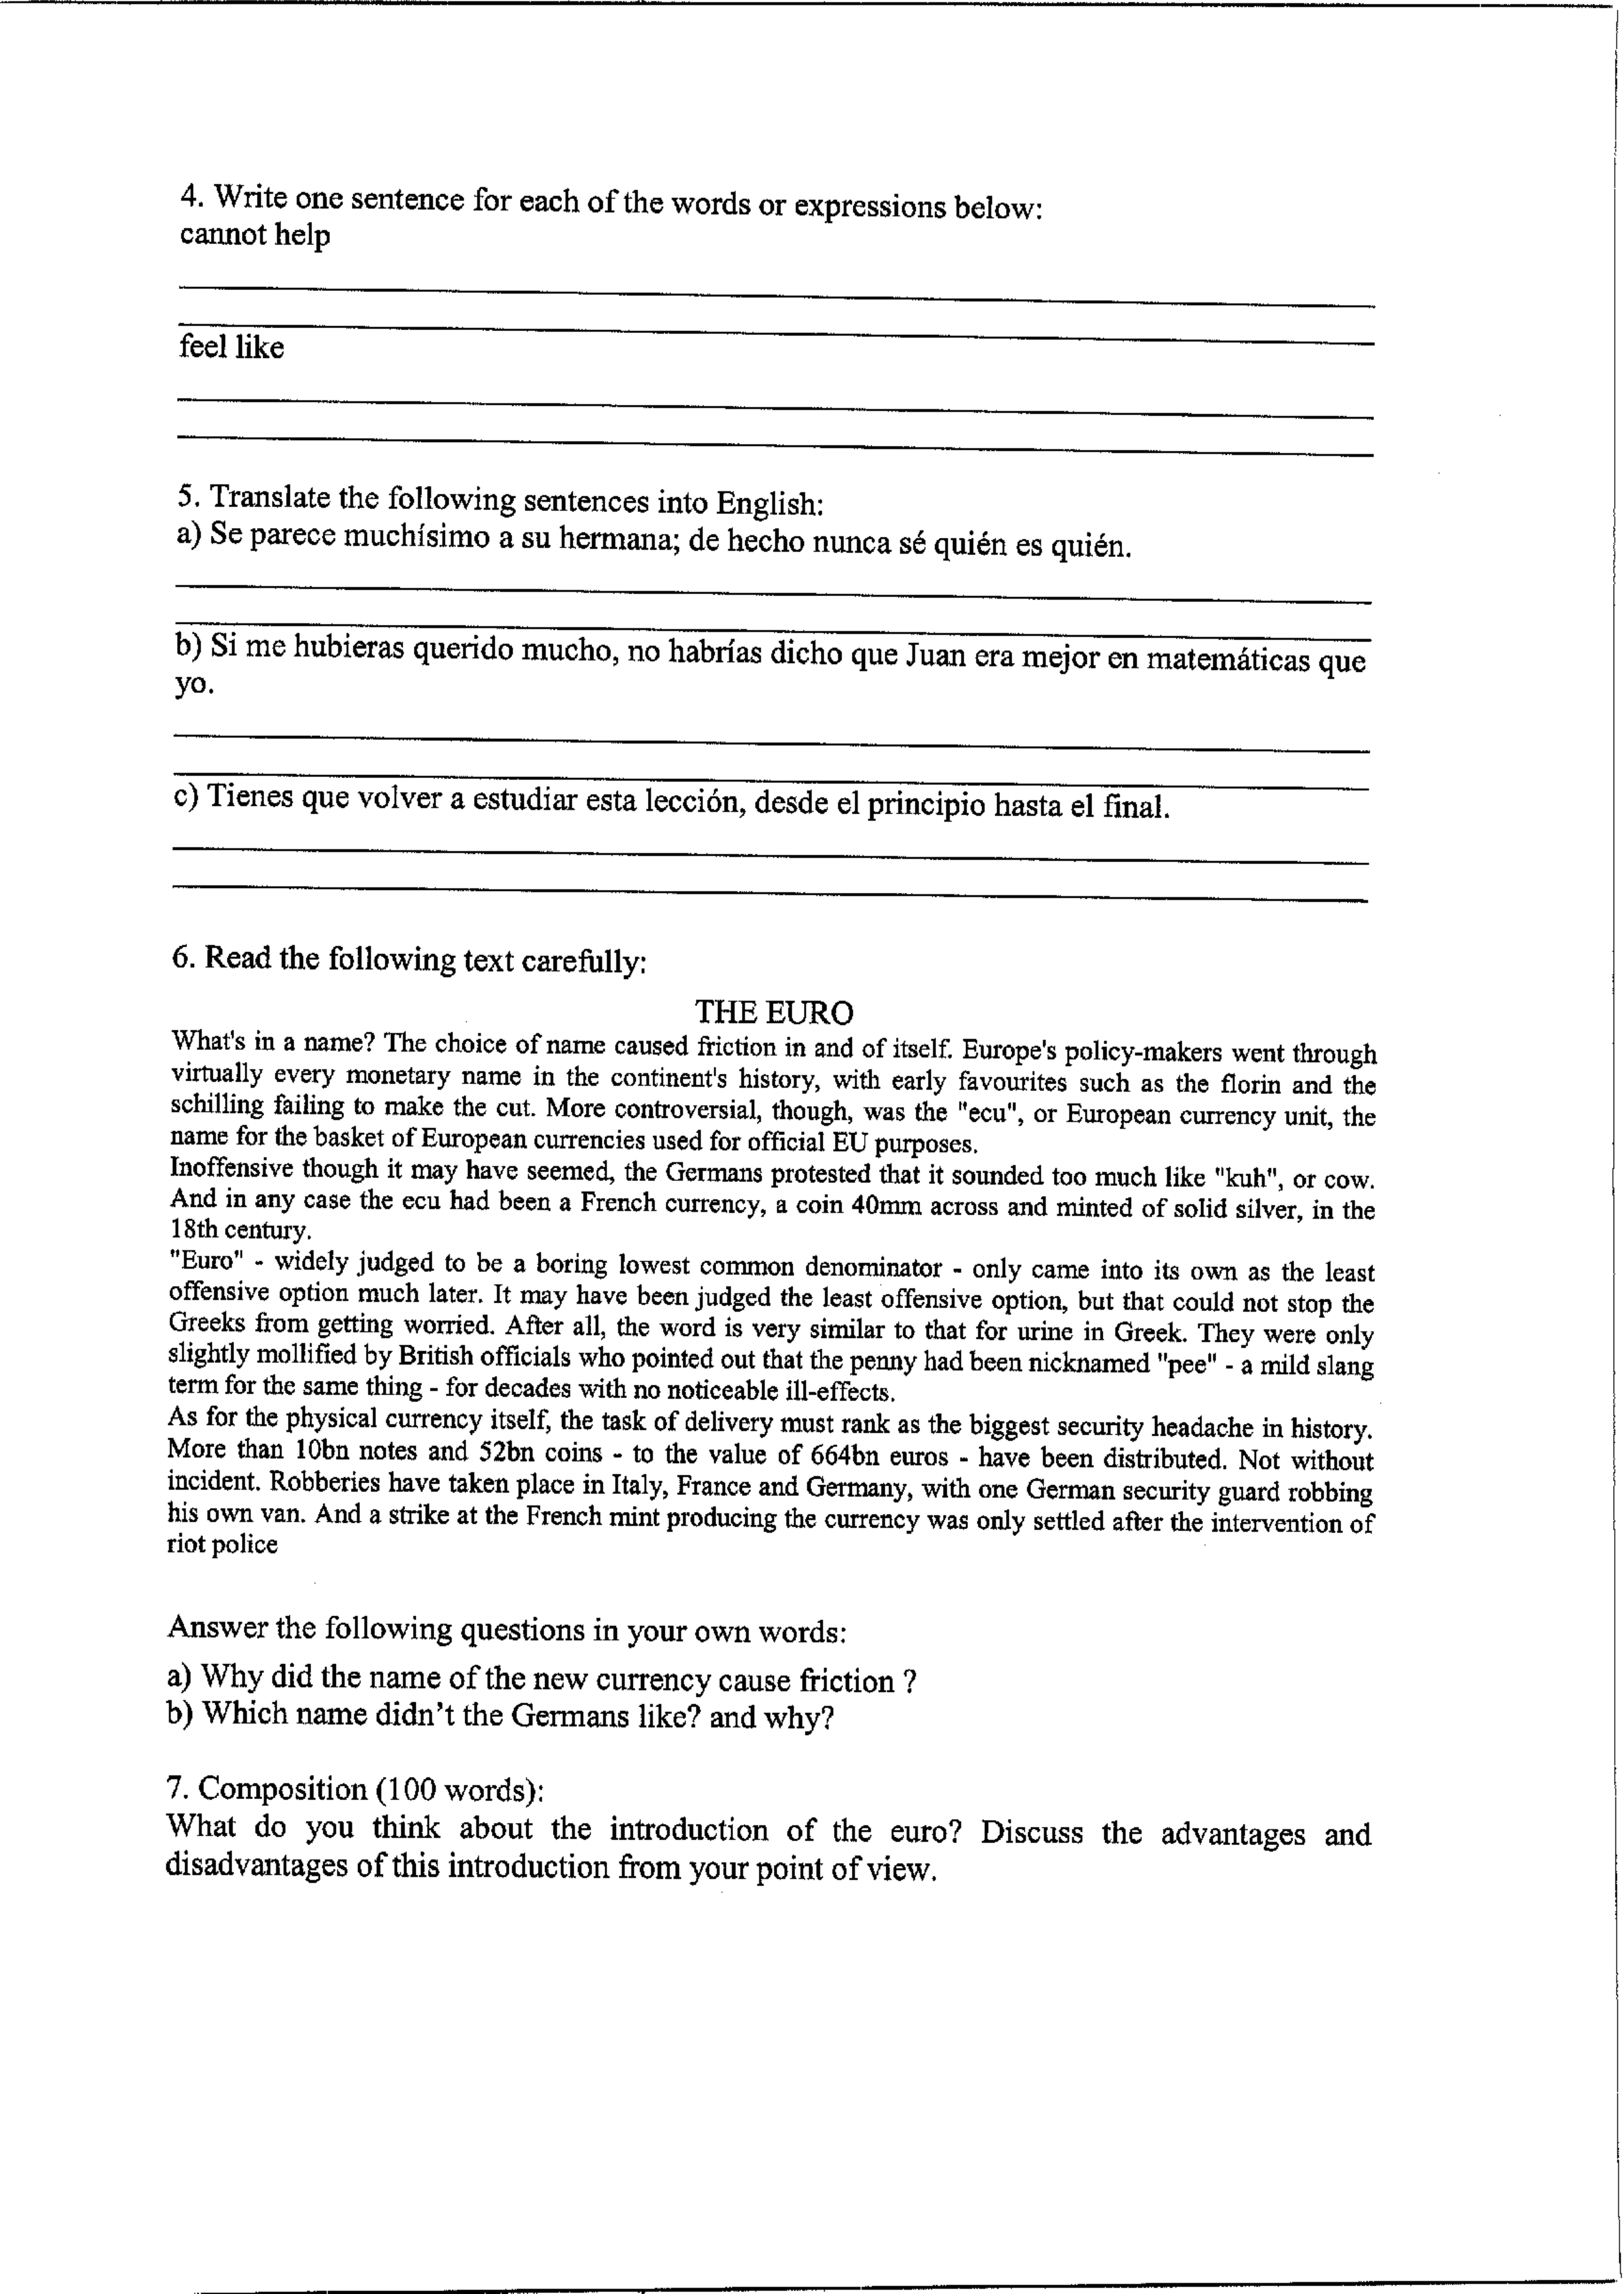 4. Write one sentence for each of the words or expressions below:
cannot help
feel like
5. Translate the following sentences into English:
a) Se parece muchísimo a su hermana; de hecho nunca sé quién es quién.
b) Si me hubieras querido mucho, no habrías dicho que Juan era mejor en matemáticas que
yo.
c) Tienes que volver a estudiar esta lección, desde el principio hasta el final.
6. Read the following text carefully:
THE EURO
What's in a name? The choice of name caused friction in and of itself. Europe's policy-makers went through
virtually every monetary name in the continent's history, with early favourites such as the florin and the
schilling failing to make the cut. More controversial, though, was the "ecu", or European currency unit, the
name for the basket of European currencies used for official EU purposes.
Inoffensive though it may have seemed, the Germans protested that it sounded too much like "kuh", or cow.
And in any case the ecu had been a French currency, a coin 40mm across and minted of solid silver, in the
18th century.
"Euro" - widely judged to be a boring lowest common denominator - only came into its own as the least
offensive option much later. It may have been judged the least offensive option, but that could not stop the
Greeks from getting worried. After all, the word is very similar to that for urine in Greek. They were only
slightly mollified by British officials who pointed out that the penny had been nicknamed "pee" - a mild slang
term for the same thing - for decades with no noticeable ill-effects.
As for the physical currency itself, the task of delivery must rank as the biggest security headache in history.
More than 10bn notes and 52bn coins - to the value of 664bn euros - have been distributed. Not without
incident. Robberies have taken place in Italy, France and Germany, with one German security guard robbing
his own van. And a strike at the French mint producing the currency was only settled after the intervention of
riot police
Answer the following questions in your own words:
a) Why did the name of the new currency cause friction ?
b) Which name didn't the Germans like? and why?
7. Composition (100 words):
What do you think about the introduction of the euro? Discuss the advantages and
disadvantages of this introduction from your point of view.